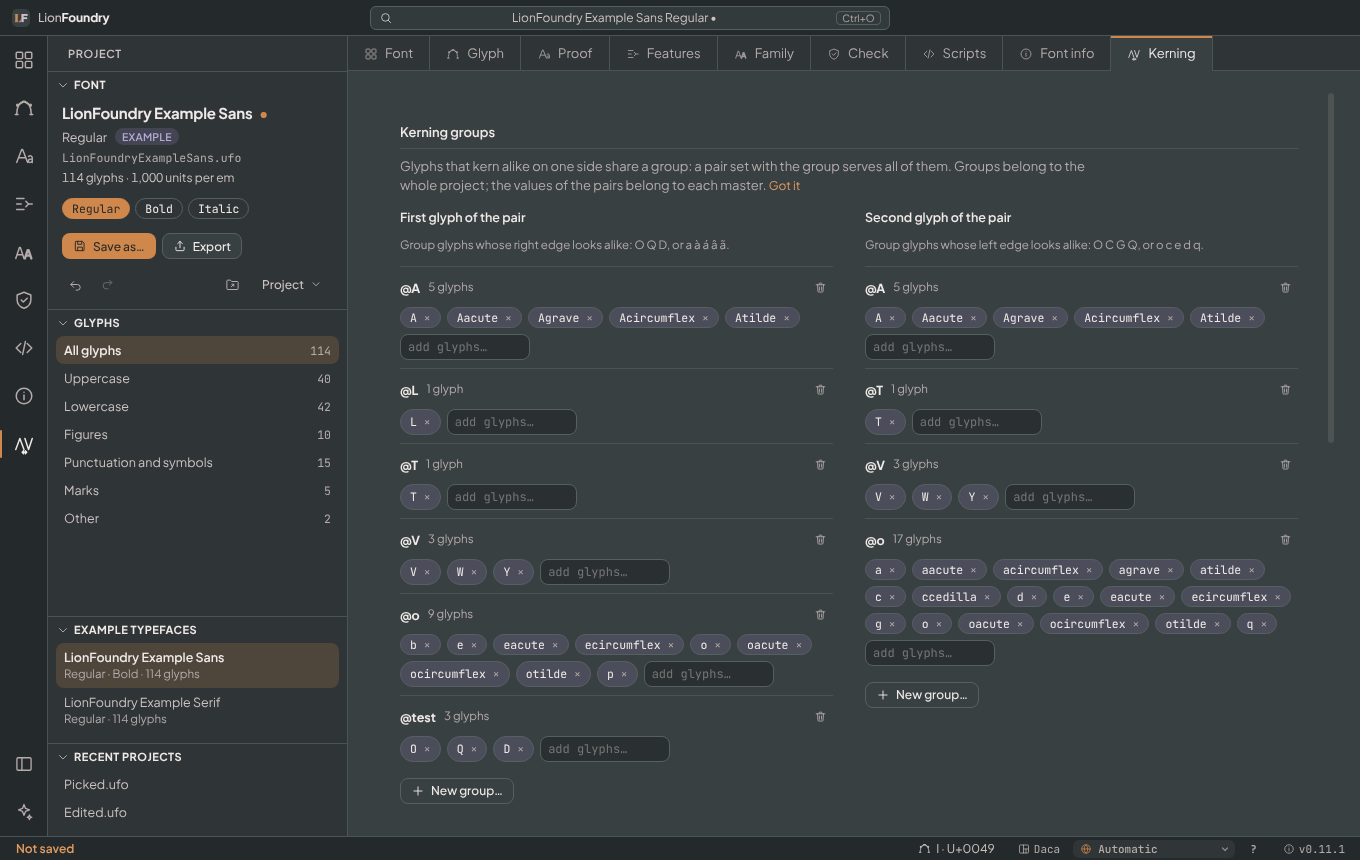 LF LionFoundry
LionFoundry Example Sans Regular • Ctrl+O
PROJECT
FONT
LionFoundry Example Sans
Regular EXAMPLE
LionFoundryExampleSans.ufo
114 glyphs · 1,000 units per em
Regular Bold Italic
Save as… Export
Project
GLYPHS
All glyphs 114
Uppercase 40
Lowercase 42
Figures 10
Punctuation and symbols 15
Marks 5
Other 2
EXAMPLE TYPEFACES
LionFoundry Example Sans
Regular · Bold · 114 glyphs
LionFoundry Example Serif
Regular · 114 glyphs
RECENT PROJECTS
Picked.ufo
Edited.ufo
Font Glyph Proof Features Family Check Scripts Font info Kerning
Kerning groups
Glyphs that kern alike on one side share a group: a pair set with the group serves all of them. Groups belong to the
whole project; the values of the pairs belong to each master. Got it
First glyph of the pair
Group glyphs whose right edge looks alike: O Q D, or a à á â ã.
@A 5 glyphs
A × Aacute × Agrave × Acircumflex × Atilde ×
add glyphs…
@L 1 glyph
L × add glyphs…
@T 1 glyph
T × add glyphs…
@V 3 glyphs
V × W × Y × add glyphs…
@o 9 glyphs
b × e × eacute × ecircumflex × o × oacute ×
ocircumflex × otilde × p × add glyphs…
@test 3 glyphs
O × Q × D × add glyphs…
+ New group…
Second glyph of the pair
Group glyphs whose left edge looks alike: O C G Q, or o c e d q.
@A 5 glyphs
A × Aacute × Agrave × Acircumflex × Atilde ×
add glyphs…
@T 1 glyph
T × add glyphs…
@V 3 glyphs
V × W × Y × add glyphs…
@o 17 glyphs
a × aacute × acircumflex × agrave × atilde ×
c × ccedilla × d × e × eacute × ecircumflex ×
g × o × oacute × ocircumflex × otilde × q ×
add glyphs…
+ New group…
Not saved I · U+0049 Daca Automatic ? v0.11.1